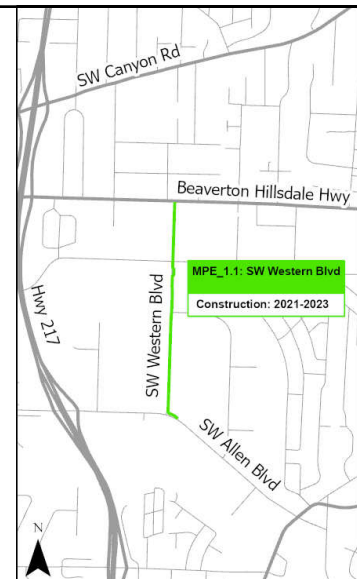 SW Canyon Rd
Beaverton Hillsdale Hwy
MPE_1.1: SW Western Blvd
Construction: 2021-2023
Hwy 217
SW Western Blvd
SW Allen Blvd
N